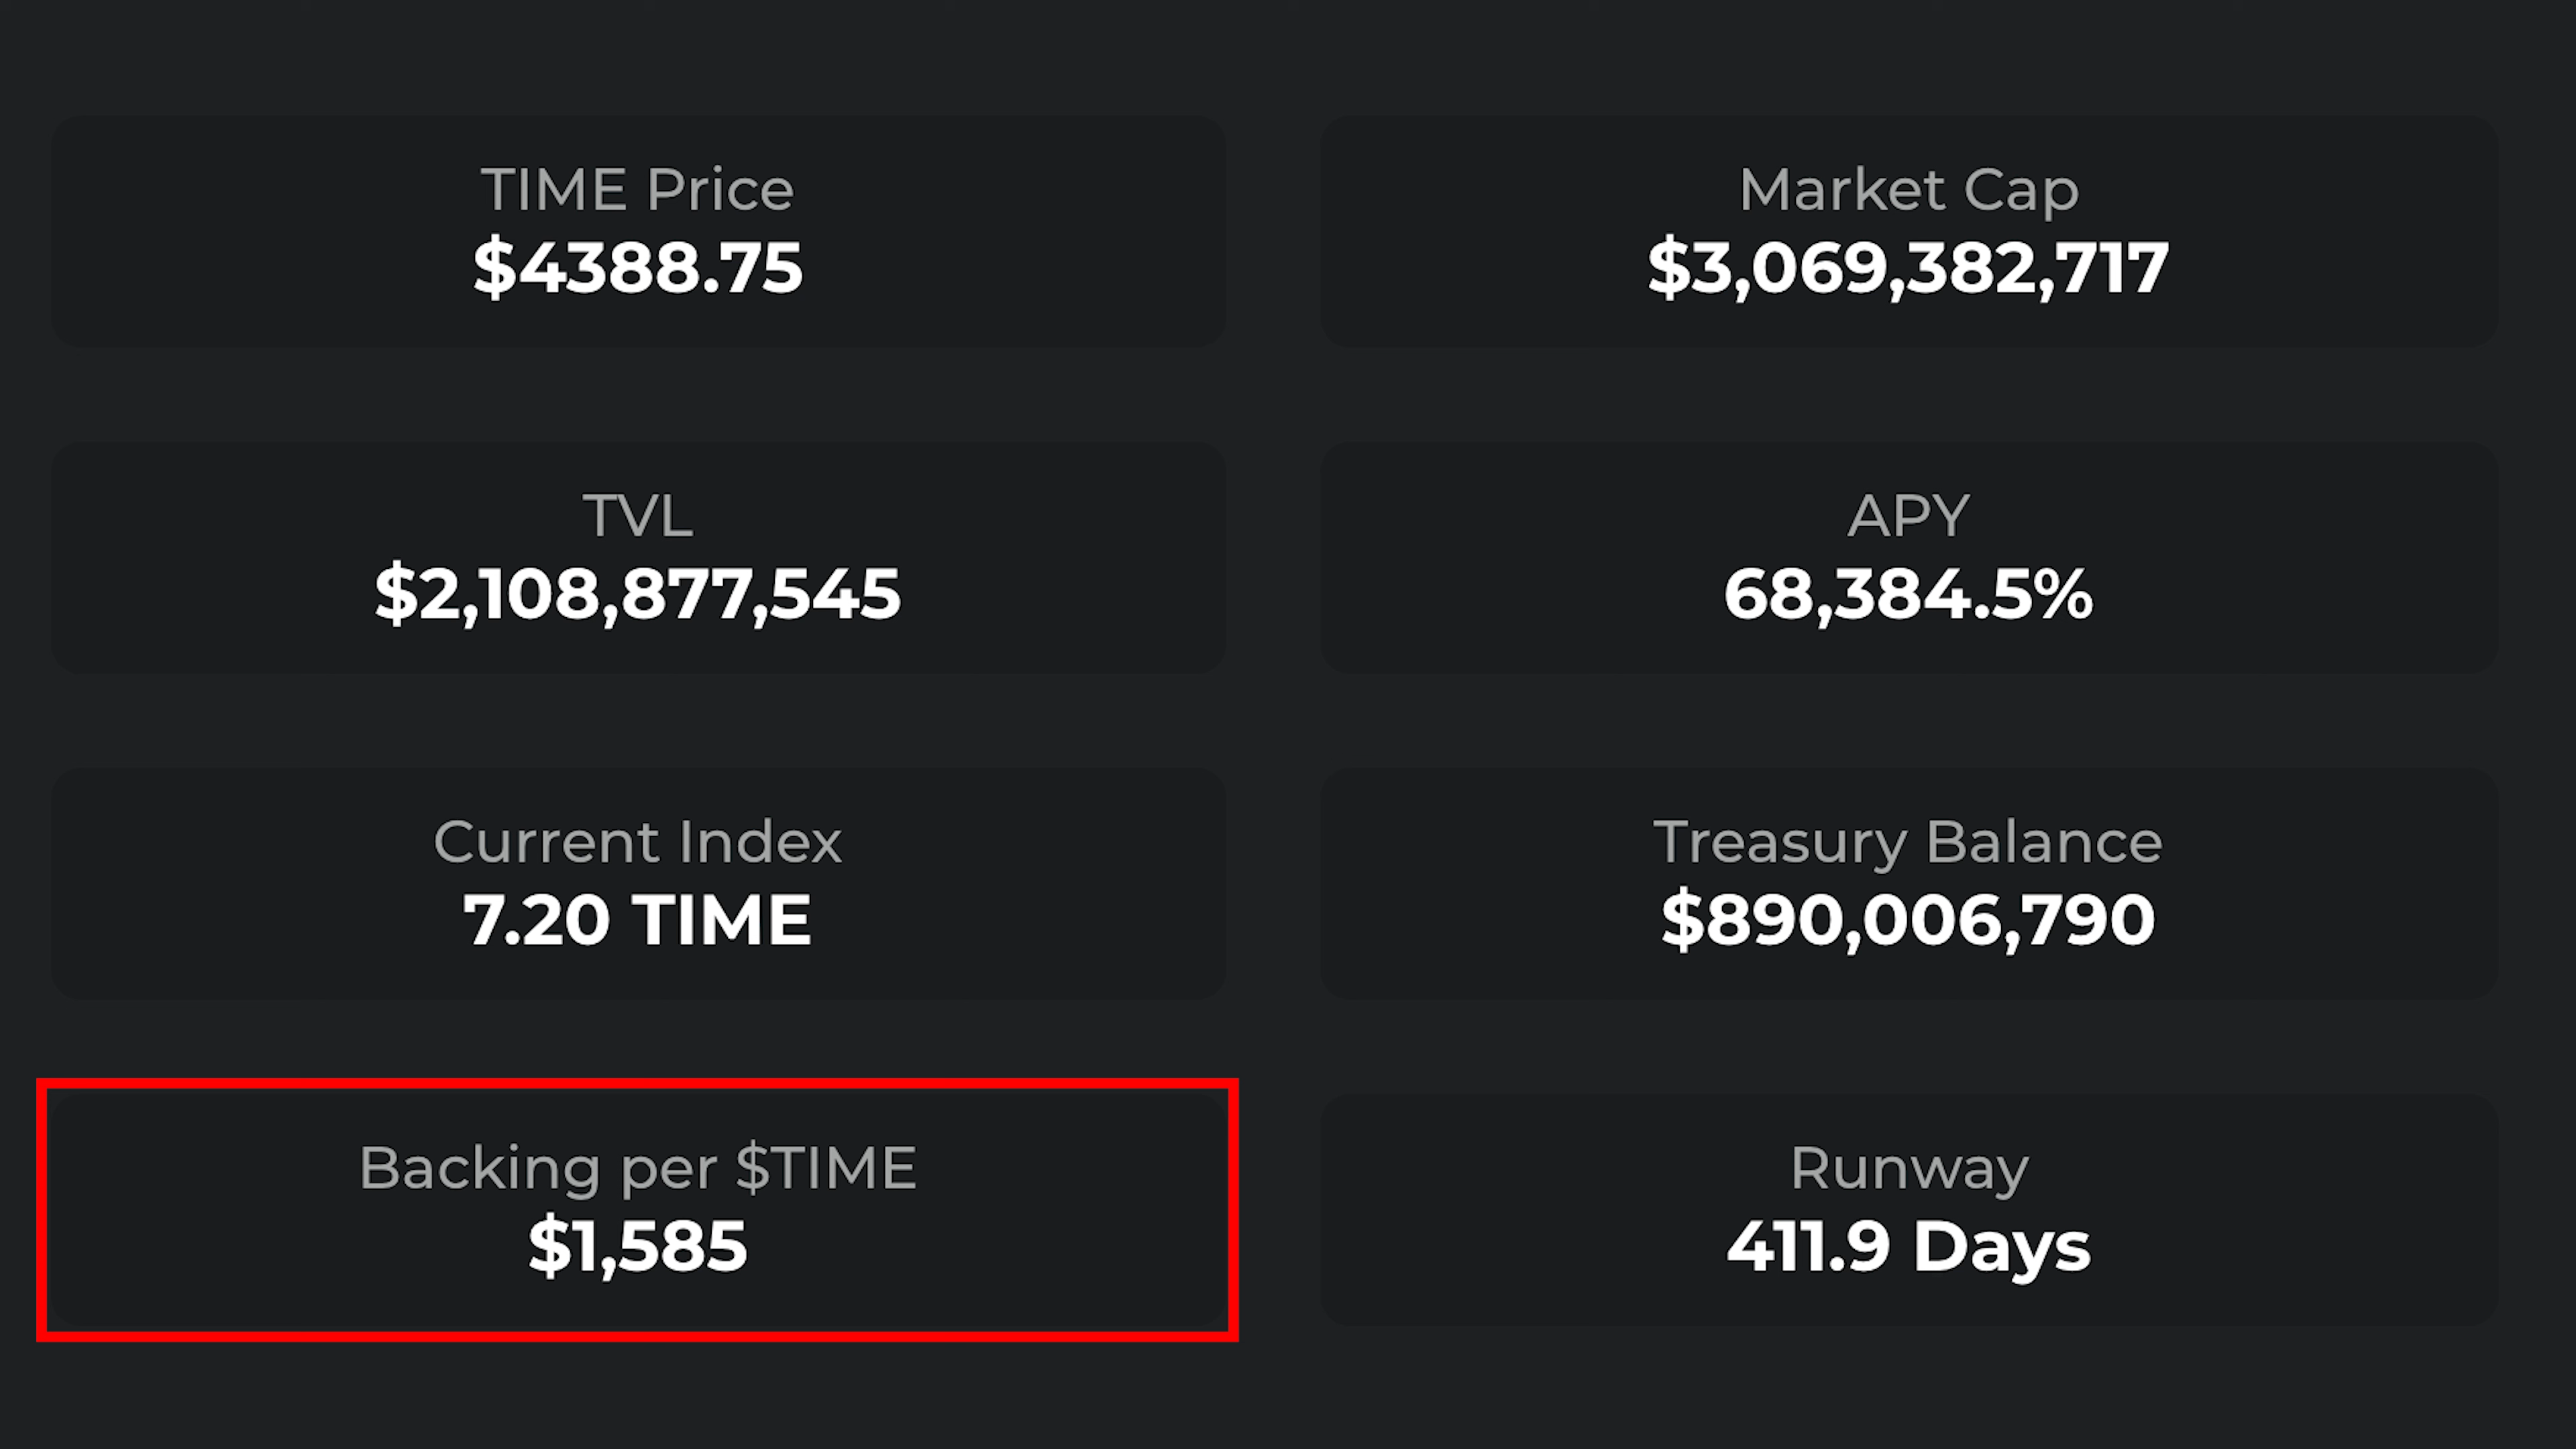 TIME Price
$4388.75
Market Cap
$3,069,382,717
TVL
$2,108,877,545
APY
68,384.5%
Current Index
7.20 TIME
Treasury Balance
$890,006,790
Backing per $TIME
$1,585
Runway
411.9 Days